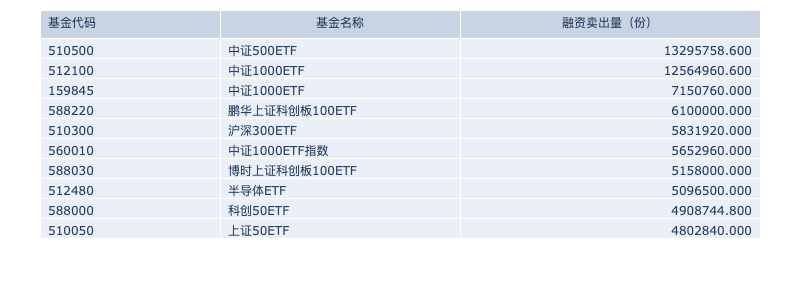 基金代码 基金名称 融资卖出量（份）
510500 中证500ETF 13295758.600
512100 中证1000ETF 12564960.600
159845 中证1000ETF 7150760.000
588220 鹏华上证科创板100ETF 6100000.000
510300 沪深300ETF 5831920.000
560010 中证1000ETF指数 5652960.000
588030 博时上证科创板100ETF 5158000.000
512480 半导体ETF 5096500.000
588000 科创50ETF 4908744.800
510050 上证50ETF 4802840.000